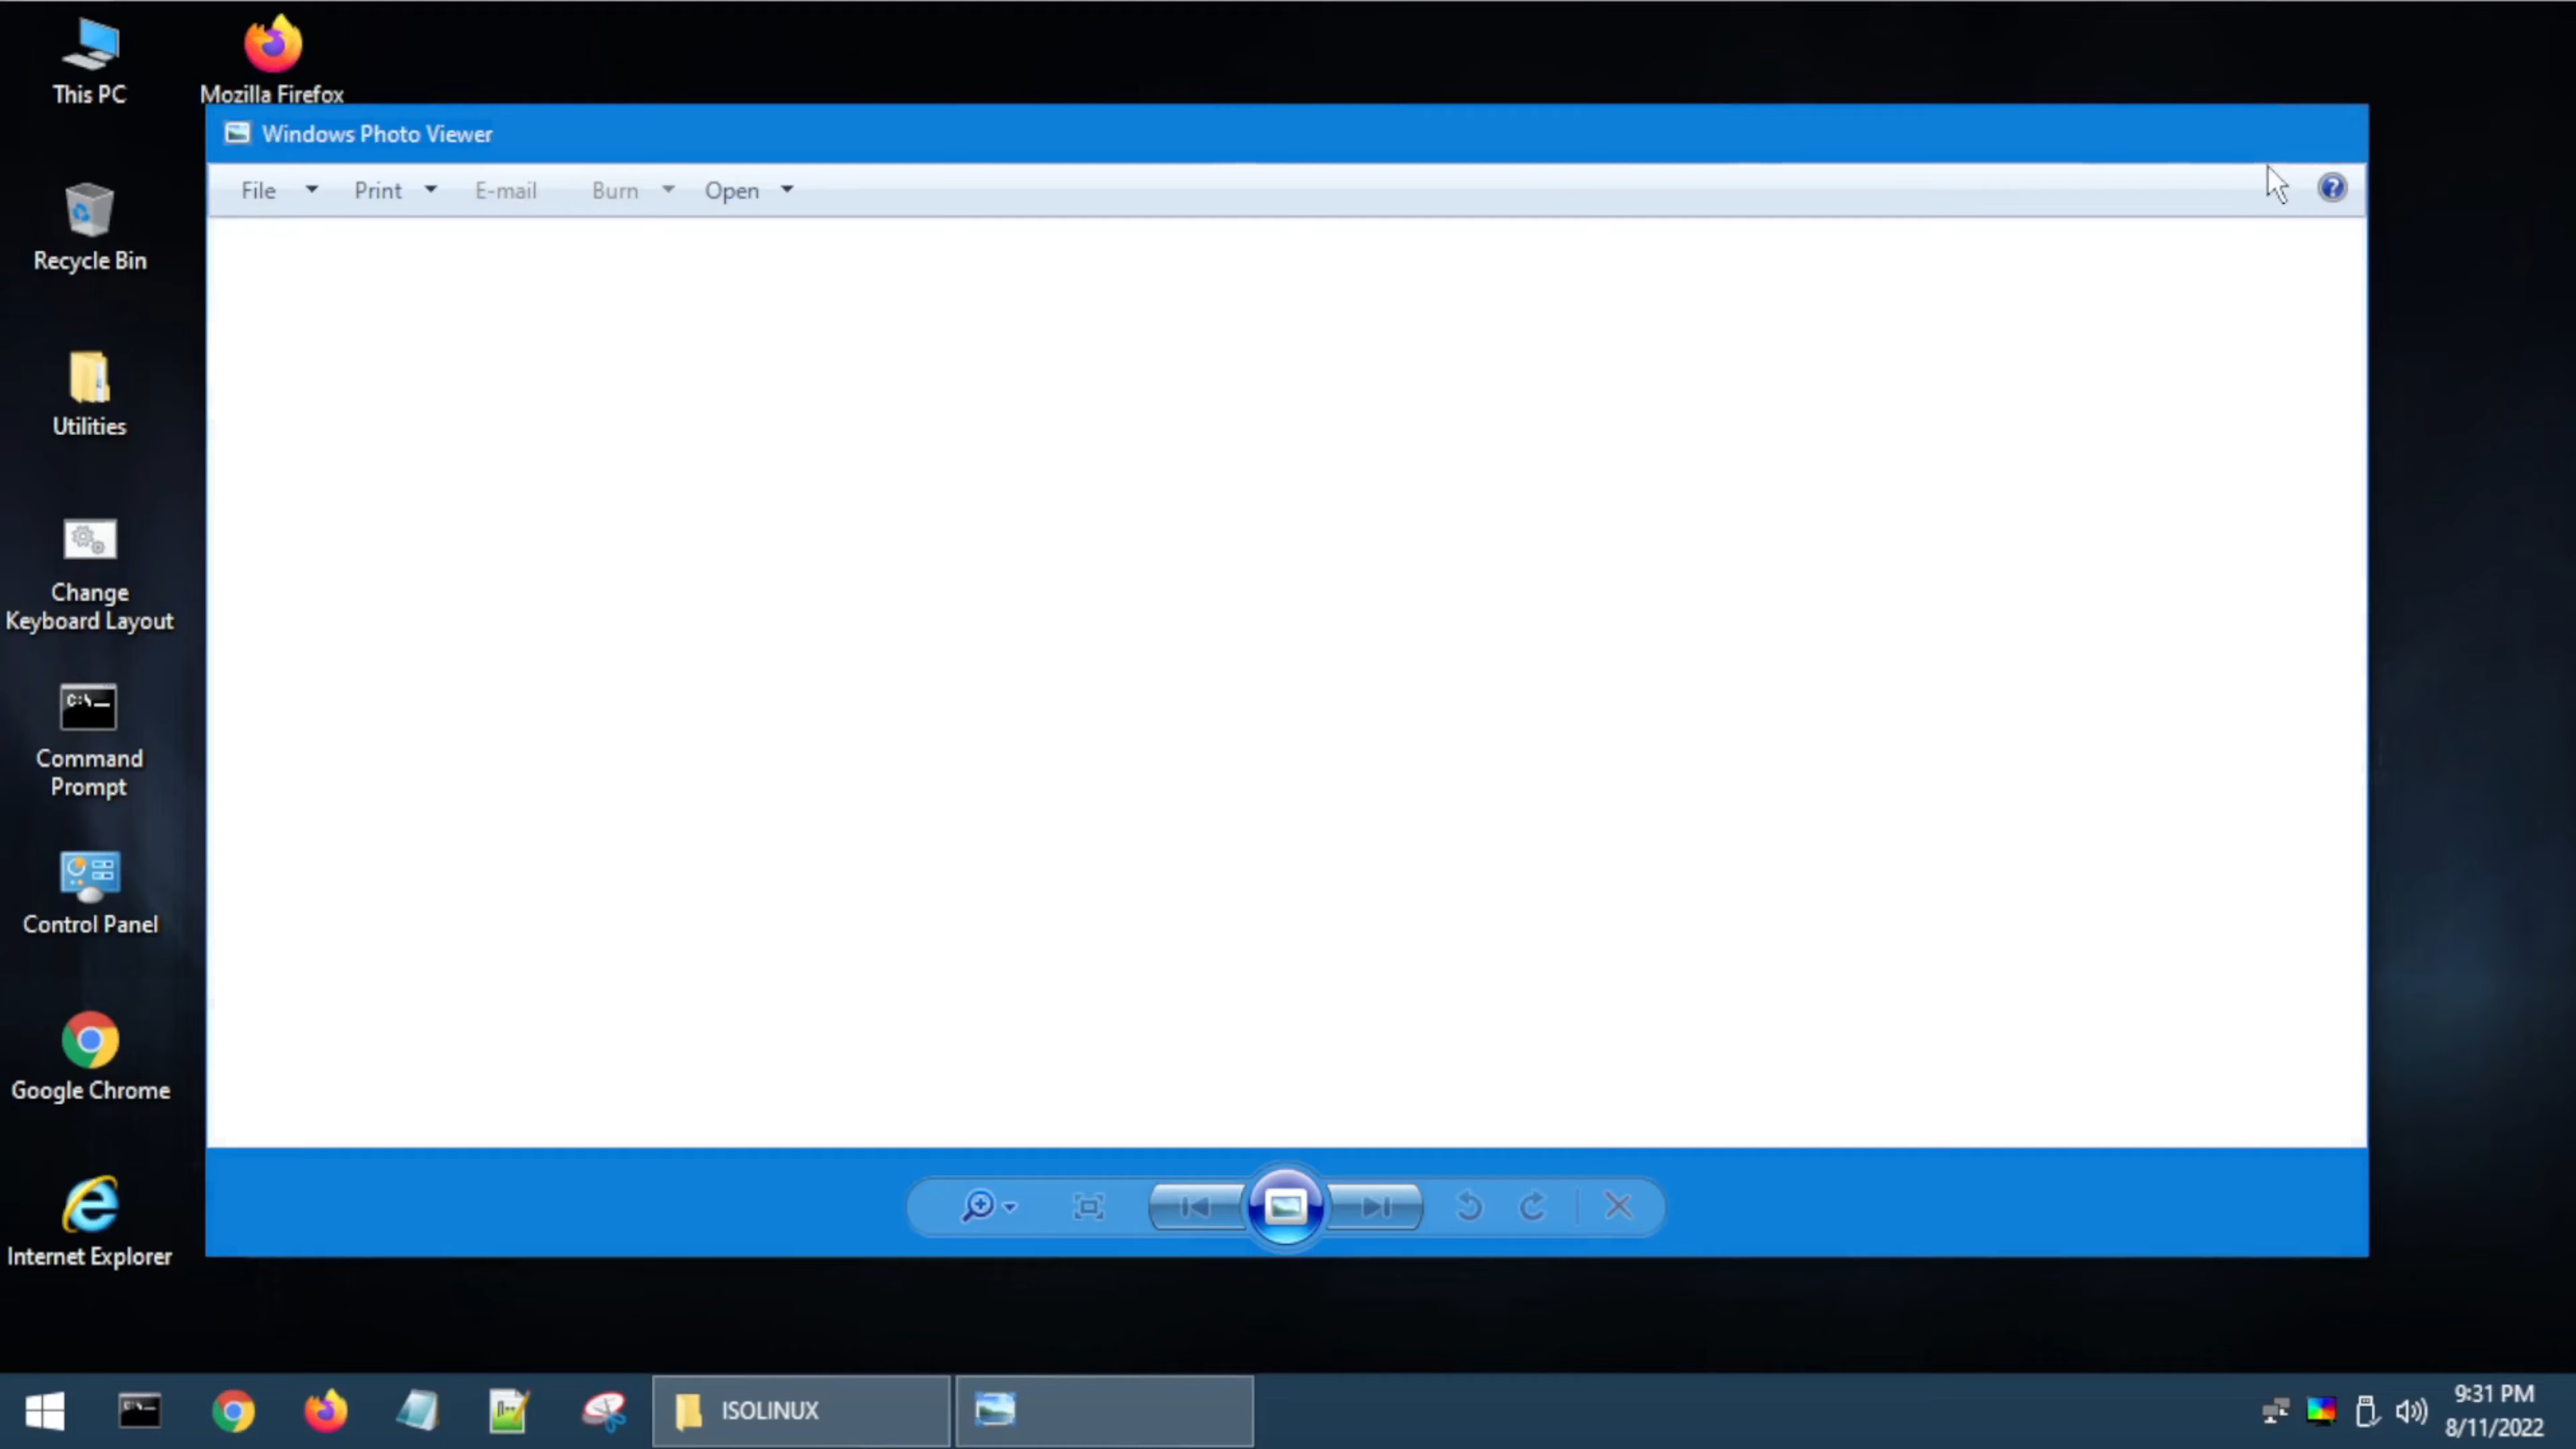 This PC
Mozilla Firefox
Windows Photo Viewer
File
Print
E-mail
Burn
Open
Recycle Bin
Utilities
Change
Keyboard Layout
C:\
Command
Prompt
Control Panel
Google Chrome
Internet Explorer
ISOLINUX
9:31 PM
8/11/2022